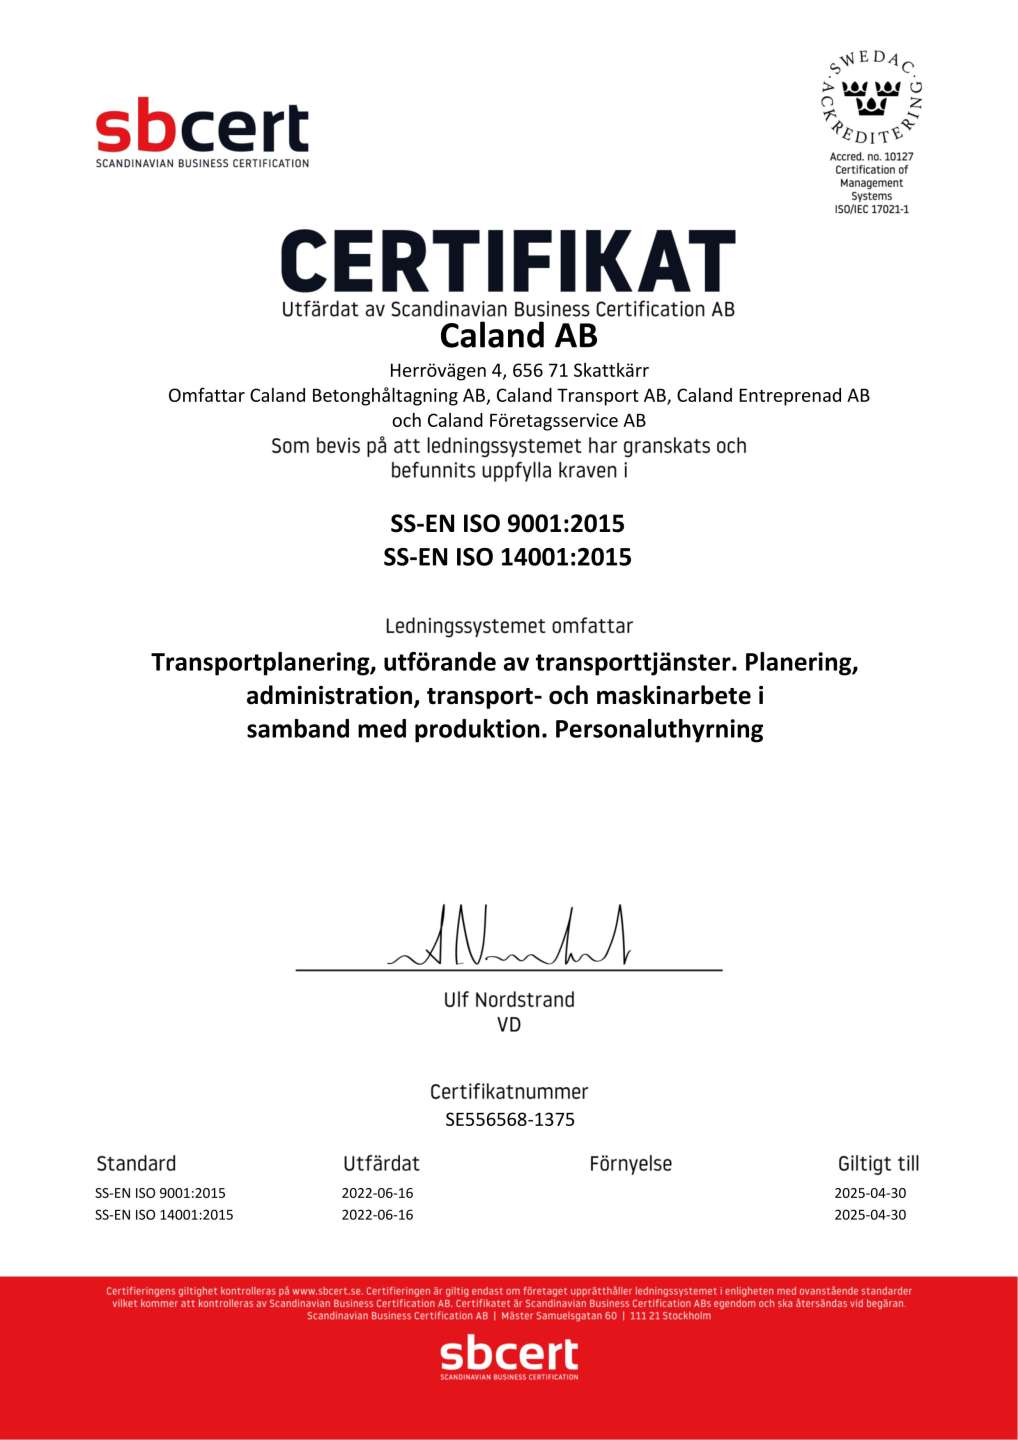 SWEDAC
ACKREDITERING
Accred. no. 10127
Certification of
Management
Systems
ISO/IEC 17021-1
sbcert
SCANDINAVIAN BUSINESS CERTIFICATION
CERTIFIKAT
Utfärdat av Scandinavian Business Certification AB
Caland AB
Herrövägen 4, 656 71 Skattkärr
Omfattar Caland Betonghåltagning AB, Caland Transport AB, Caland Entreprenad AB
och Caland Företagsservice AB
Som bevis på att ledningssystemet har granskats och
befunnits uppfylla kraven i
SS-EN ISO 9001:2015
SS-EN ISO 14001:2015
Ledningssystemet omfattar
Transportplanering, utförande av transporttjänster. Planering,
administration, transport- och maskinarbete i
samband med produktion. Personaluthyrning
Ulf Nordstrand
VD
Certifikatnummer
SE556568-1375
Standard Utfärdat Förnyelse Giltigt till
SS-EN ISO 9001:2015 2022-06-16 2025-04-30
SS-EN ISO 14001:2015 2022-06-16 2025-04-30
Certifieringens giltighet kontrolleras på www.sbcert.se. Certifieringen är giltig endast om företaget upprätthåller ledningssystemet i enligheten med ovanstående standarder
vilket kommer att kontrolleras av Scandinavian Business Certification AB. Certifikatet är Scandinavian Business Certification ABs egendom och ska återsändas vid begäran.
Scandinavian Business Certification AB | Mäster Samuelsgatan 60 | 111 21 Stockholm
sbcert
SCANDINAVIAN BUSINESS CERTIFICATION